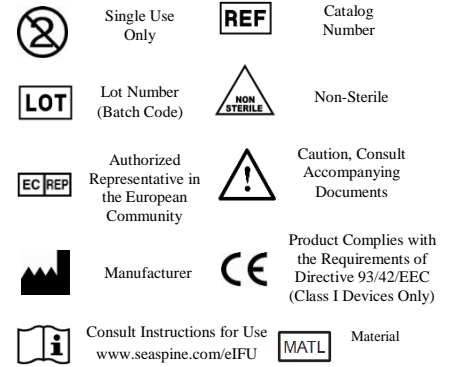 2
Single Use
Only
REF
Catalog
Number
LOT
Lot Number
(Batch Code)
NON
STERILE
Non-Sterile
EC REP
Authorized
Representative in
the European
Community
!
Caution, Consult
Accompanying
Documents
Manufacturer
CE
Product Complies with
the Requirements of
Directive 93/42/EEC
(Class I Devices Only)
i
Consult Instructions for Use
www.seaspine.com/eIFU
MATL
Material